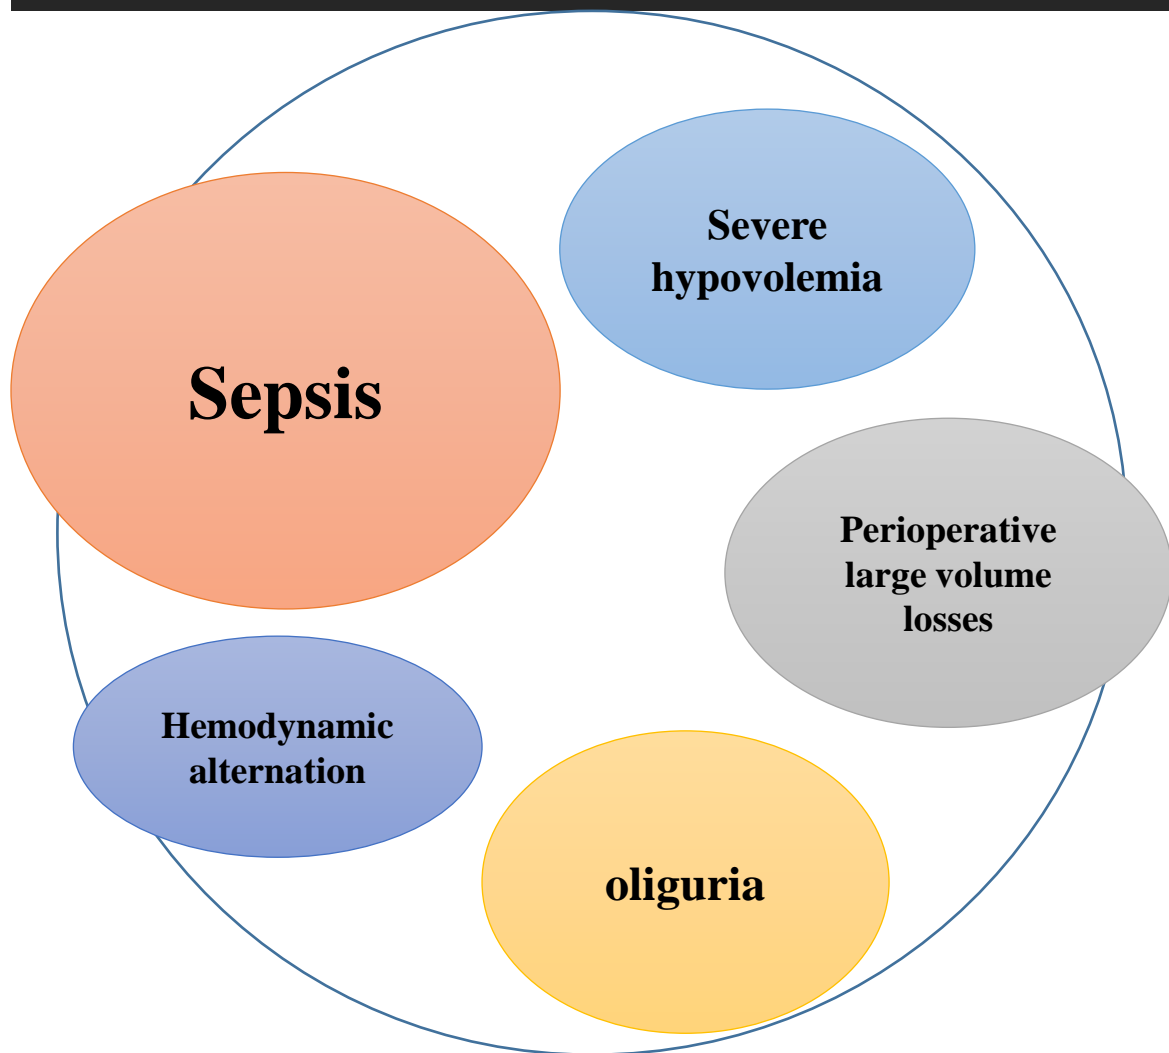 Severe
hypovolemia
Sepsis
Perioperative
large volume
losses
Hemodynamic
alternation
oliguria